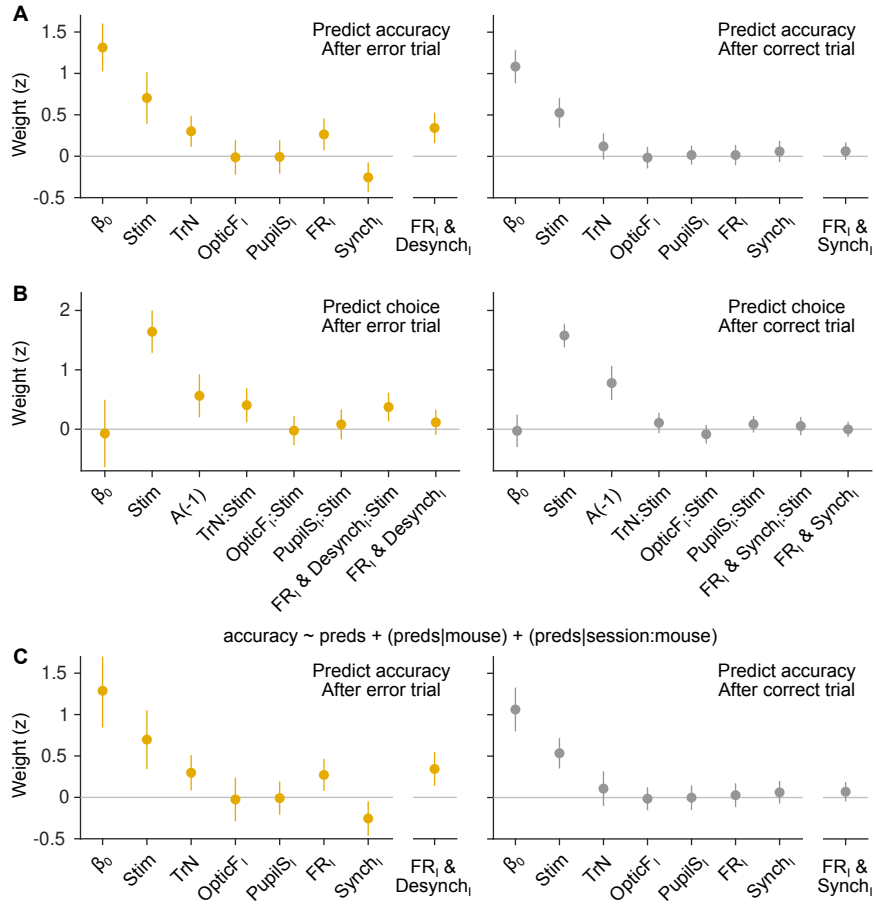 A
Predict accuracy
After error trial
Weight (z)
1.5
1
0.5
0
-0.5
β0
Stim
TrN
OpticFI
PupilSI
FRI
SynchI
FRI &
DesynchI
Predict accuracy
After correct trial
β0
Stim
TrN
OpticFI
PupilSI
FRI
SynchI
FRI &
SynchI
B
Predict choice
After error trial
Weight (z)
2
1
0
β0
Stim
A(-1)
TrN:Stim
OpticFI:Stim
PupilSI:Stim
FRI & DesynchI:Stim
FRI & DesynchI
Predict choice
After correct trial
β0
Stim
A(-1)
TrN:Stim
OpticFI:Stim
PupilSI:Stim
FRI & SynchI:Stim
FRI & SynchI
accuracy ~ preds + (preds|mouse) + (preds|session:mouse)
C
Predict accuracy
After error trial
Weight (z)
1.5
1
0.5
0
-0.5
β0
Stim
TrN
OpticFI
PupilSI
FRI
SynchI
FRI &
DesynchI
Predict accuracy
After correct trial
β0
Stim
TrN
OpticFI
PupilSI
FRI
SynchI
FRI &
SynchI